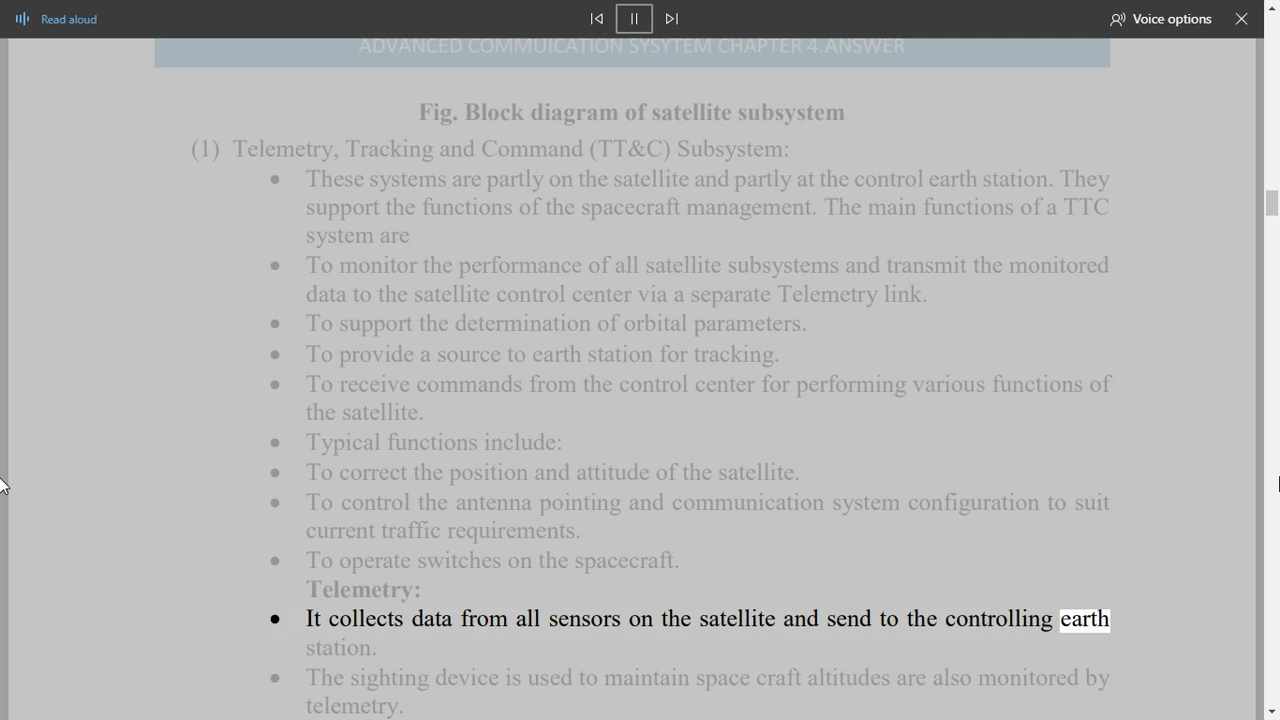 Read aloud
Voice options
ADVANCED COMMUICATION SYSYTEM CHAPTER 4.ANSWER
Fig. Block diagram of satellite subsystem
(1) Telemetry, Tracking and Command (TT&C) Subsystem:
• These systems are partly on the satellite and partly at the control earth station. They
support the functions of the spacecraft management. The main functions of a TTC
system are
• To monitor the performance of all satellite subsystems and transmit the monitored
data to the satellite control center via a separate Telemetry link.
• To support the determination of orbital parameters.
• To provide a source to earth station for tracking.
• To receive commands from the control center for performing various functions of
the satellite.
• Typical functions include:
• To correct the position and attitude of the satellite.
• To control the antenna pointing and communication system configuration to suit
current traffic requirements.
• To operate switches on the spacecraft.
Telemetry:
• It collects data from all sensors on the satellite and send to the controlling earth
station.
• The sighting device is used to maintain space craft altitudes are also monitored by
telemetry.